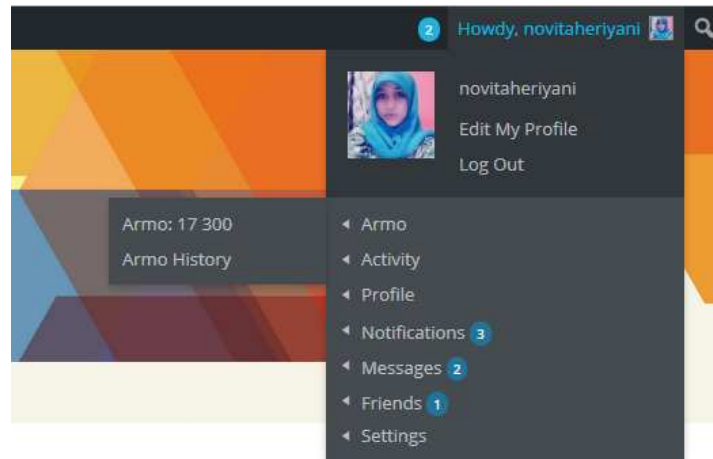 2 Howdy, novitaheriyani
novitaheriyani
Edit My Profile
Log Out
Armo: 17 300
Armo History
Armo
Activity
Profile
Notifications 3
Messages 2
Friends 1
Settings